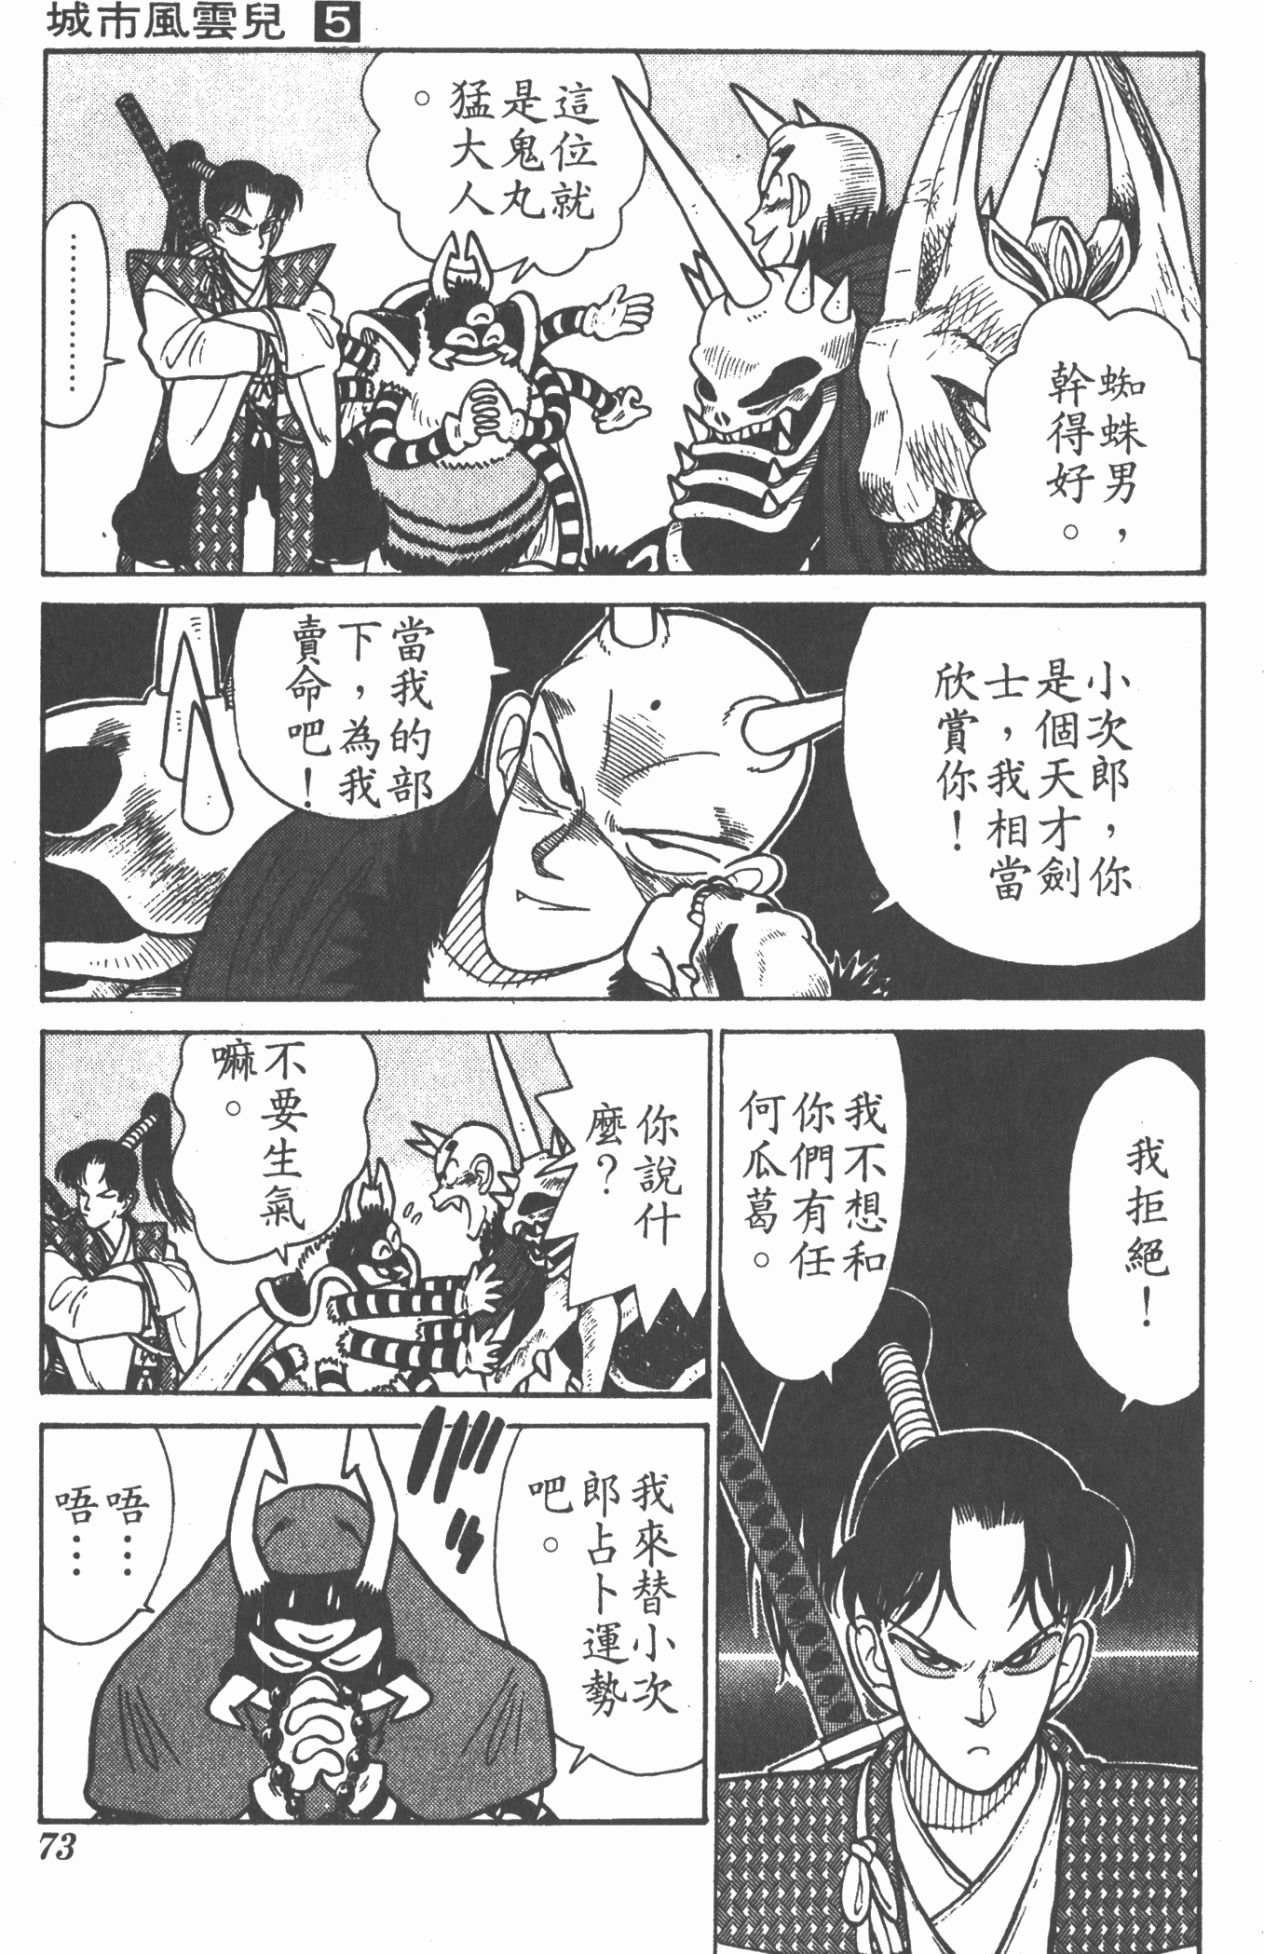 城市風雲兒 5
蜘蛛男，
幹得好。
這位就
是鬼丸
猛大人
。
…………
小次郎，你
是個天才劍
士，我相當
欣賞你！
當我的部
下，為我
賣命吧！
我拒絕！
我不想和
你們有任
何瓜葛。
你說什
麼？
不要生氣
嘛。
我來替小次
郎占卜運勢
吧。
唔…
唔…
73